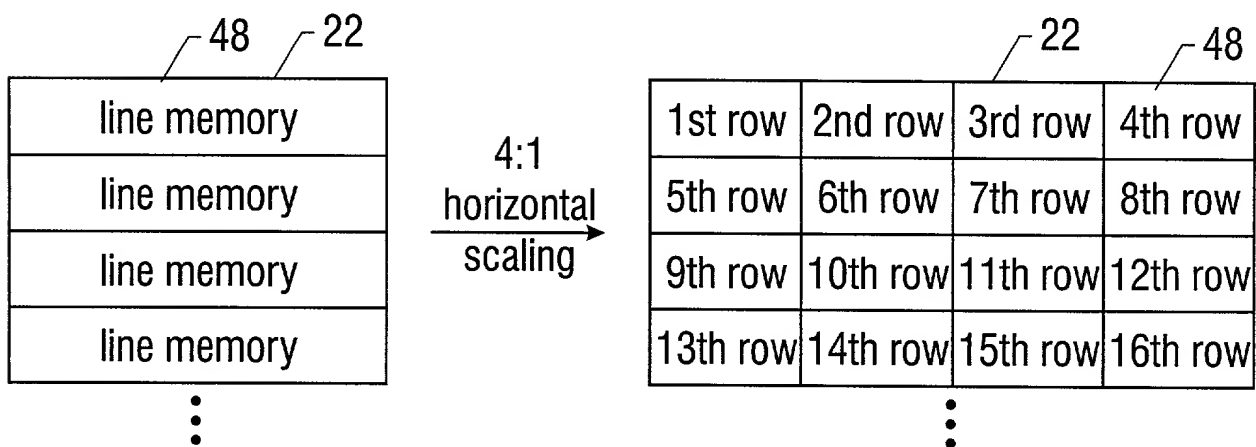 48 22
line memory
line memory
line memory
line memory
4:1
horizontal
scaling
22 48
1st row 2nd row 3rd row 4th row
5th row 6th row 7th row 8th row
9th row 10th row 11th row 12th row
13th row 14th row 15th row 16th row